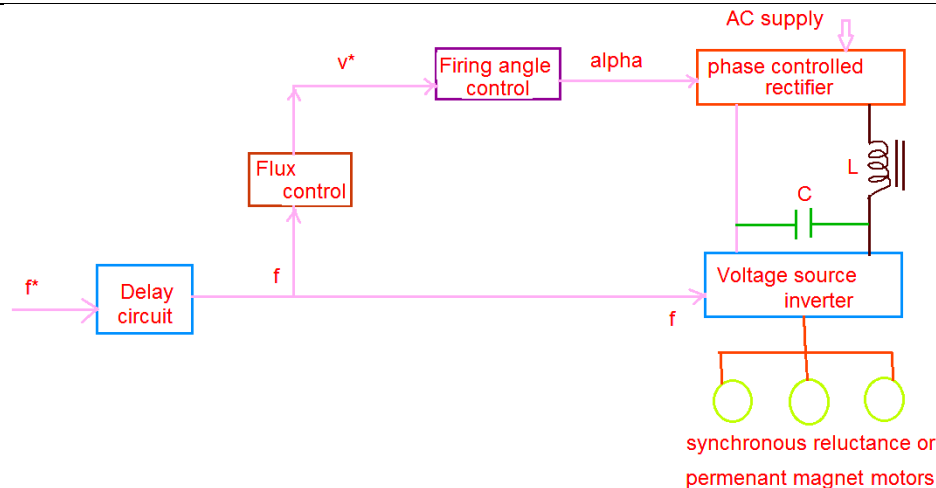 AC supply
v*
Firing angle
control
alpha
phase controlled
rectifier
Flux
control
L
C
f*
Delay
circuit
f
f
Voltage source
inverter
synchronous reluctance or
permenant magnet motors